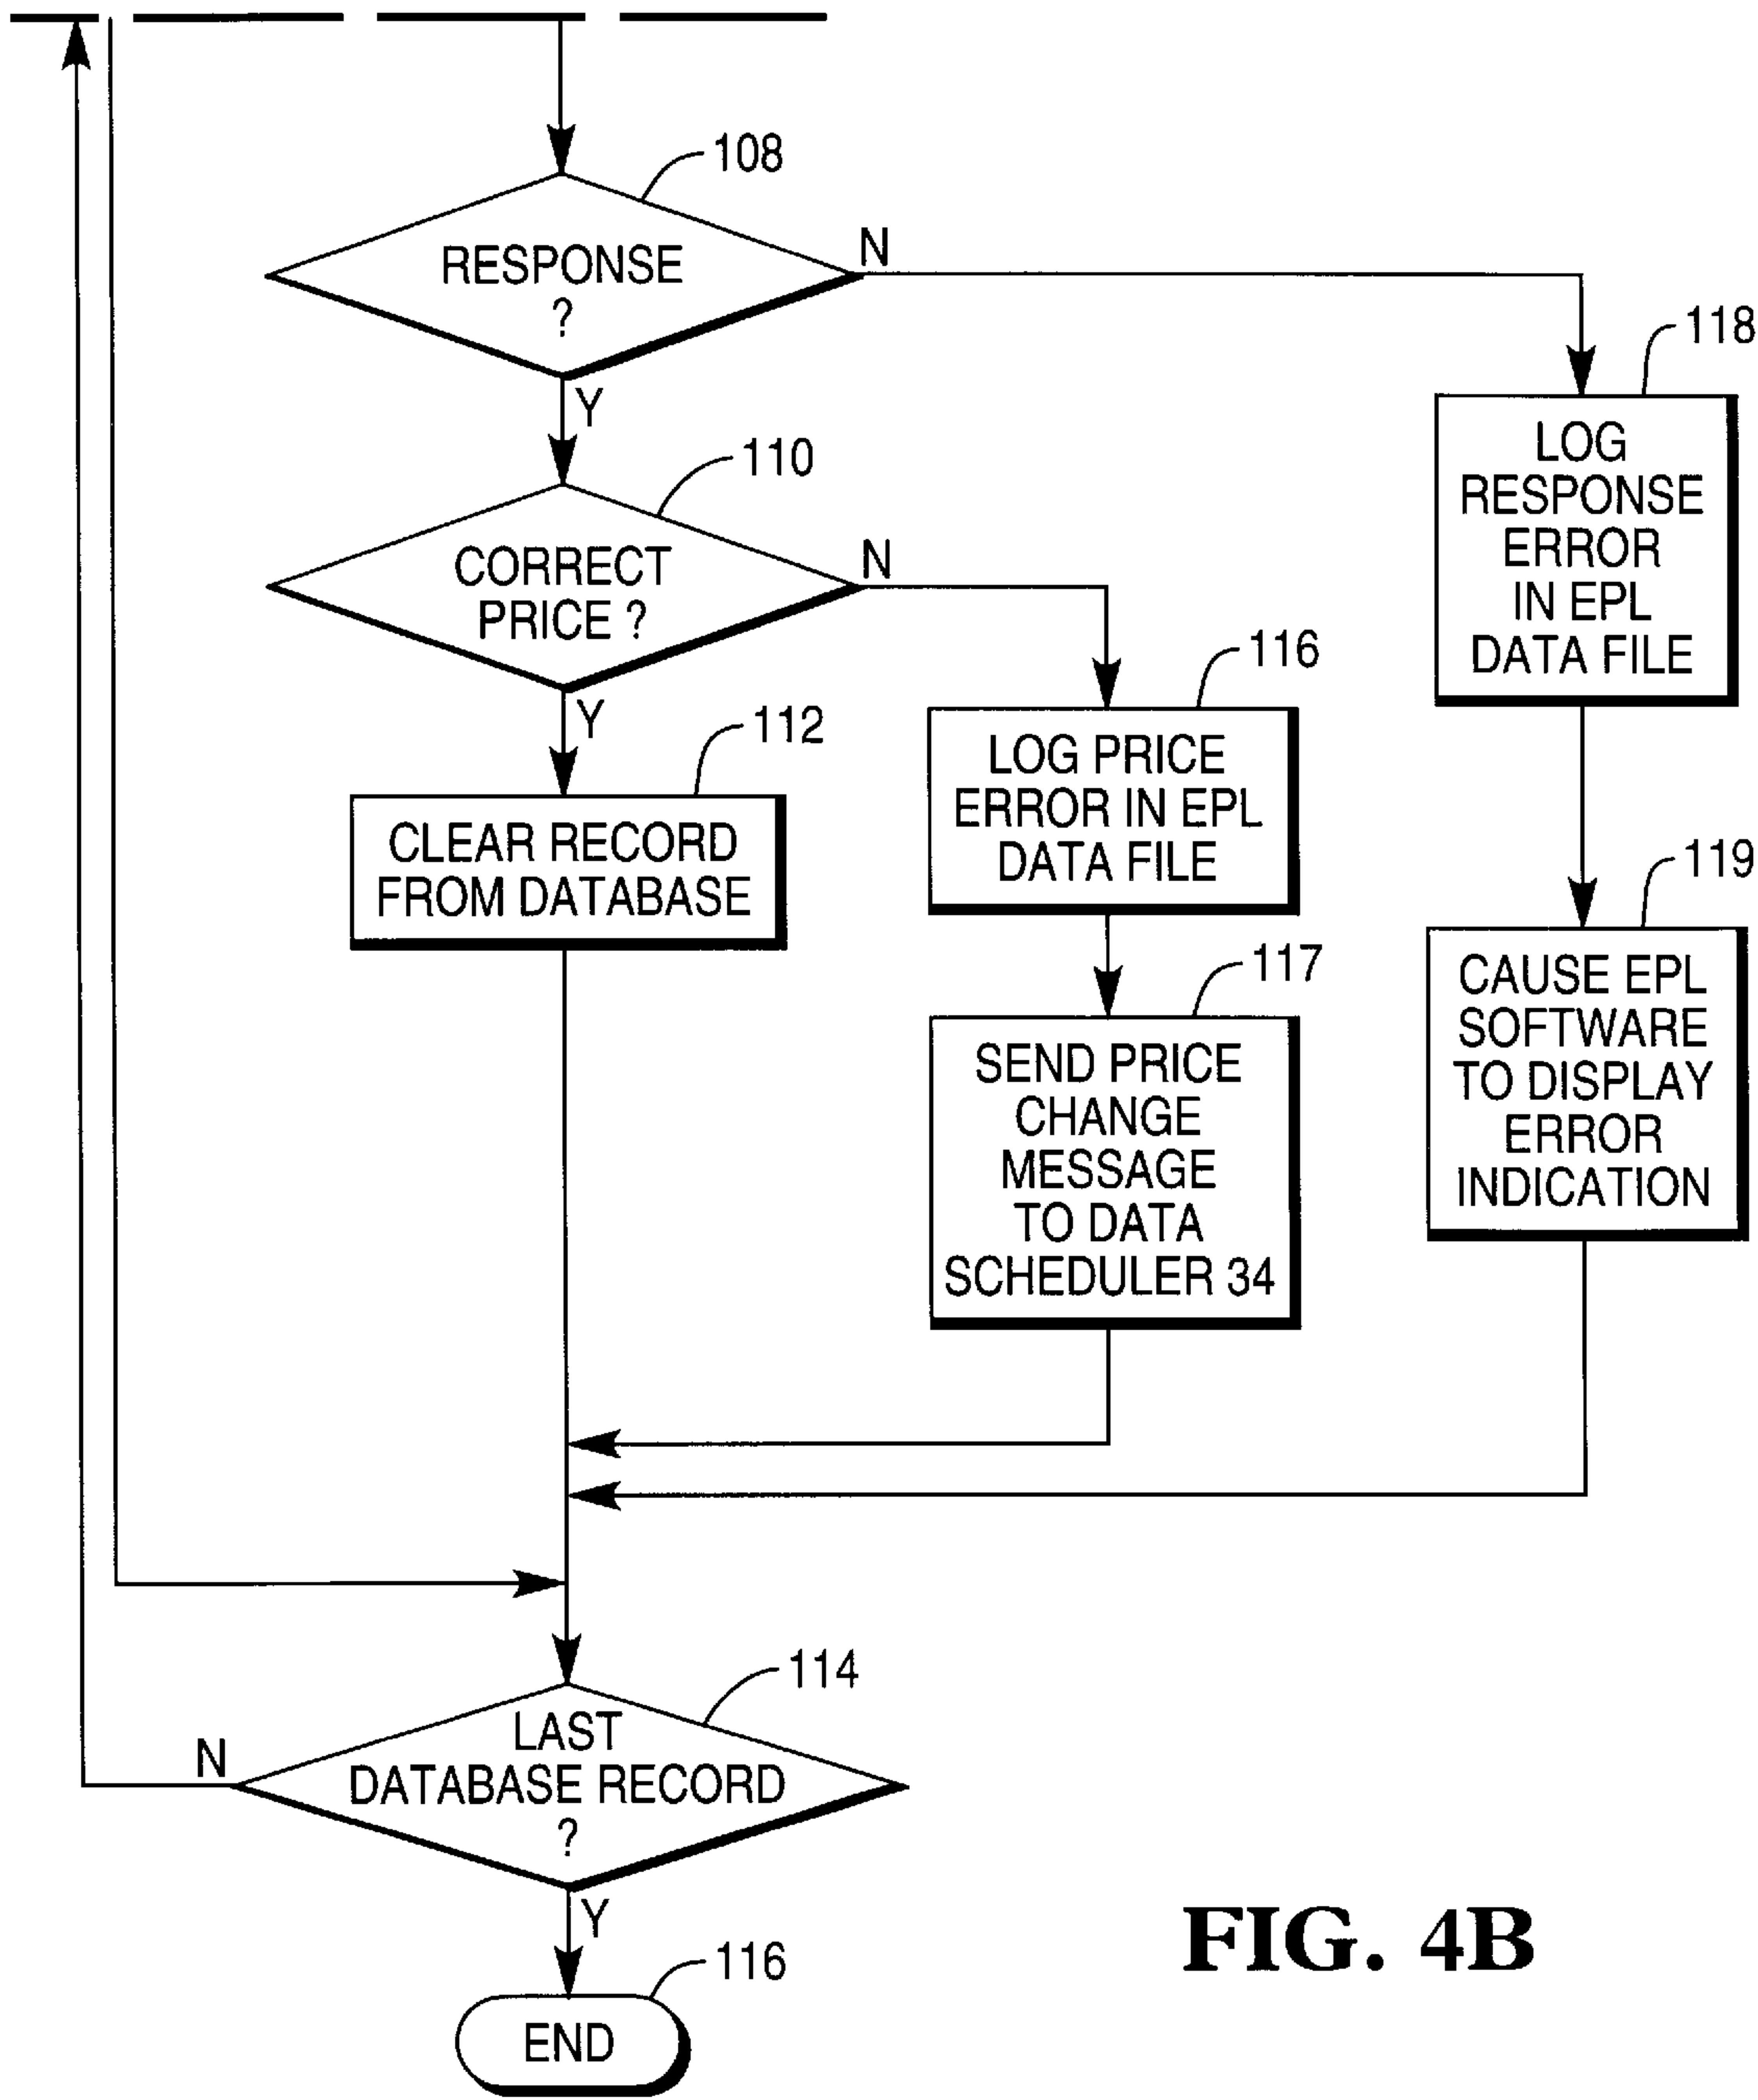 108
RESPONSE
?
N
Y
118
LOG
RESPONSE
ERROR
IN EPL
DATA FILE
110
CORRECT
PRICE ?
N
Y
116
LOG PRICE
ERROR IN EPL
DATA FILE
112
CLEAR RECORD
FROM DATABASE
119
CAUSE EPL
SOFTWARE
TO DISPLAY
ERROR
INDICATION
117
SEND PRICE
CHANGE
MESSAGE
TO DATA
SCHEDULER 34
114
LAST
DATABASE RECORD
?
N
Y
116
END
FIG. 4B